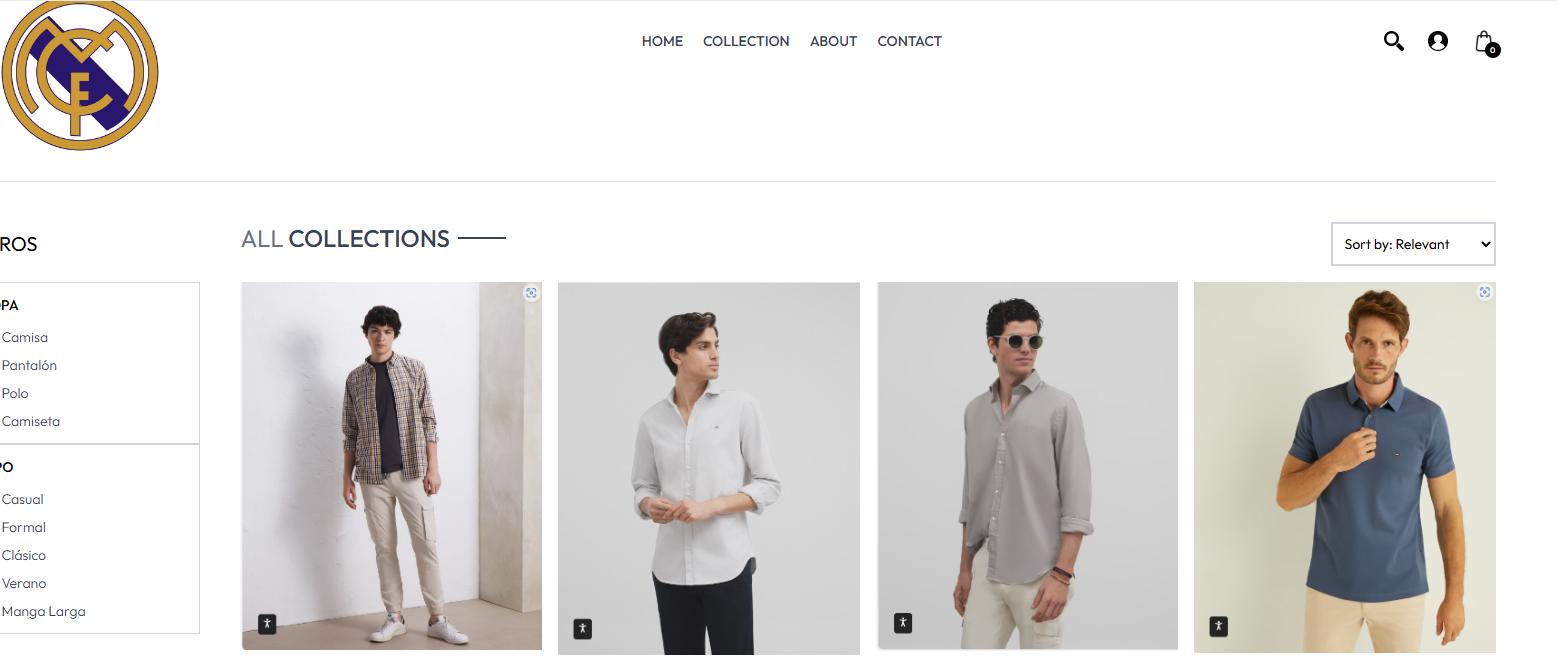 HOME COLLECTION ABOUT CONTACT
0
ROS
ALL COLLECTIONS
Sort by: Relevant
PA
Camisa
Pantalón
Polo
Camiseta
PO
Casual
Formal
Clásico
Verano
Manga Larga